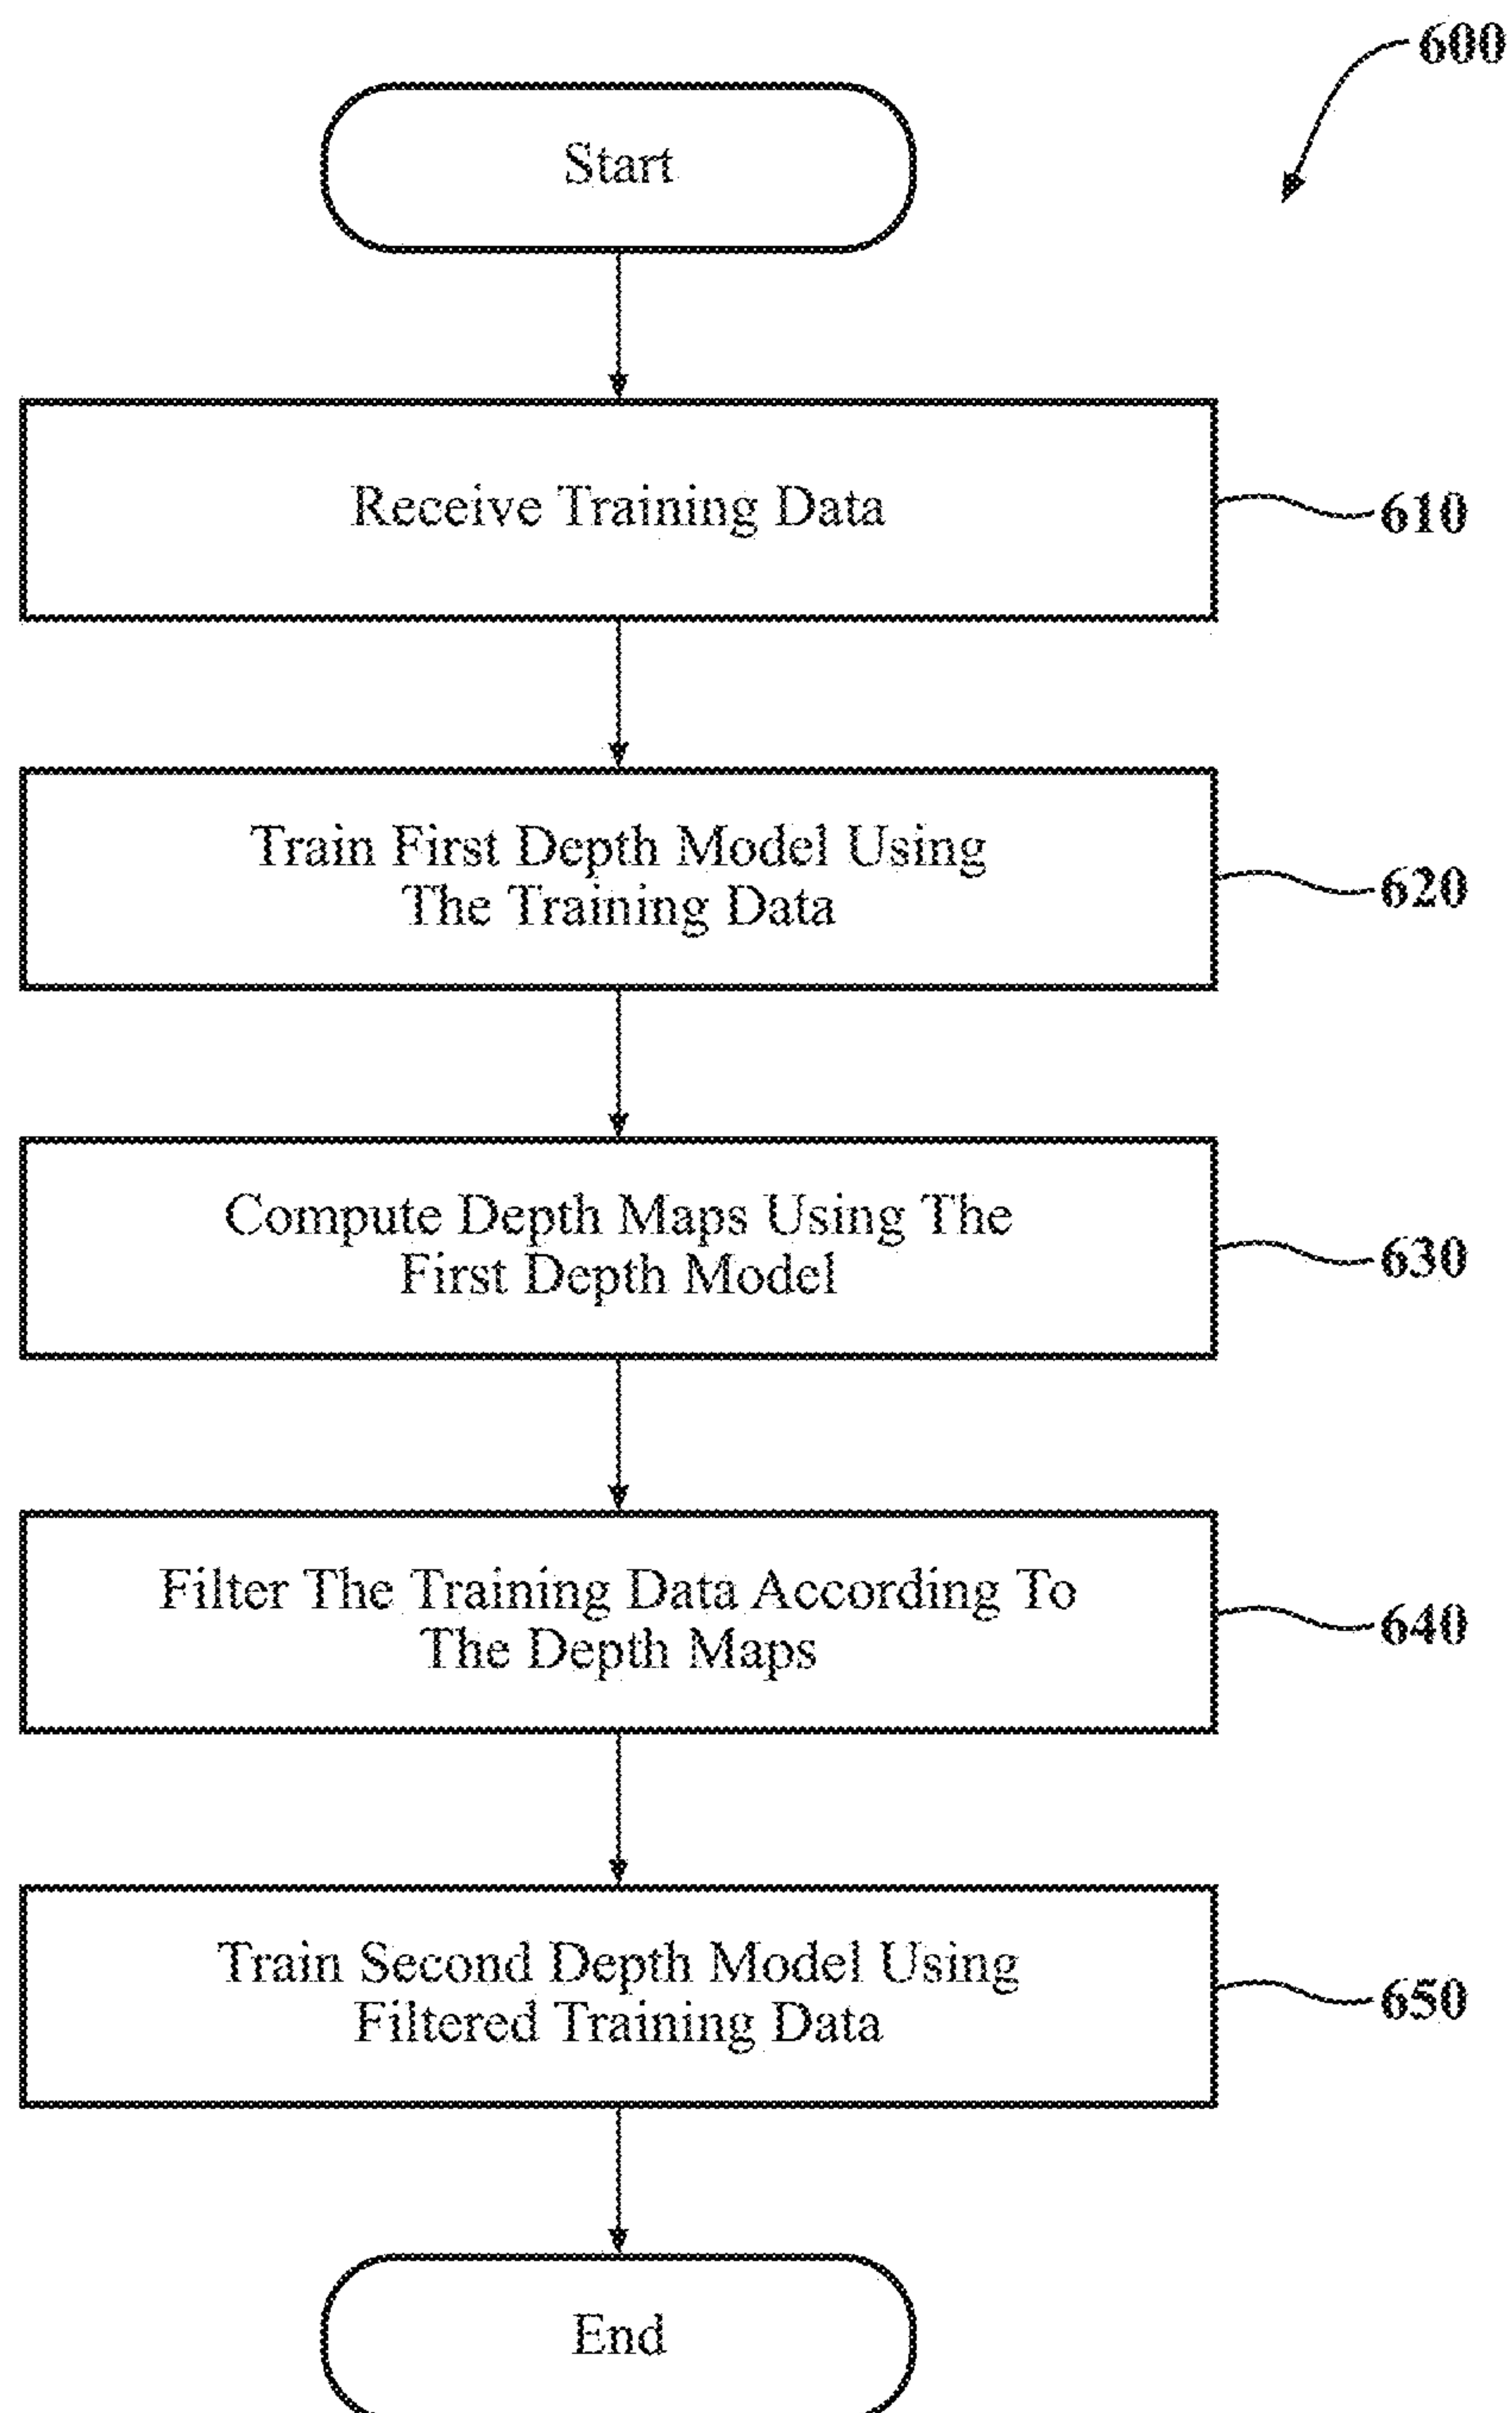 600
Start
Receive Training Data
610
Train First Depth Model Using
The Training Data
620
Compute Depth Maps Using The
First Depth Model
630
Filter The Training Data According To
The Depth Maps
640
Train Second Depth Model Using
Filtered Training Data
650
End